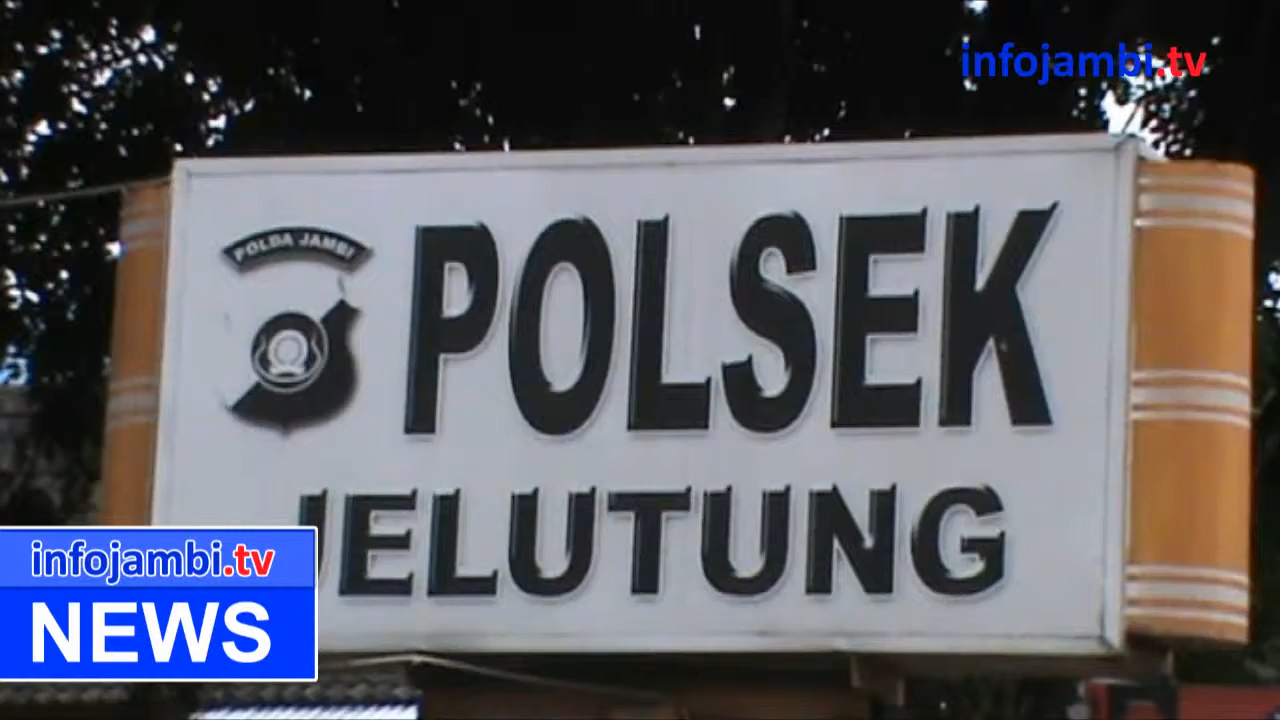 infojambi.tv
POLDA JAMBI
POLSEK
JELUTUNG
infojambi.tv
NEWS